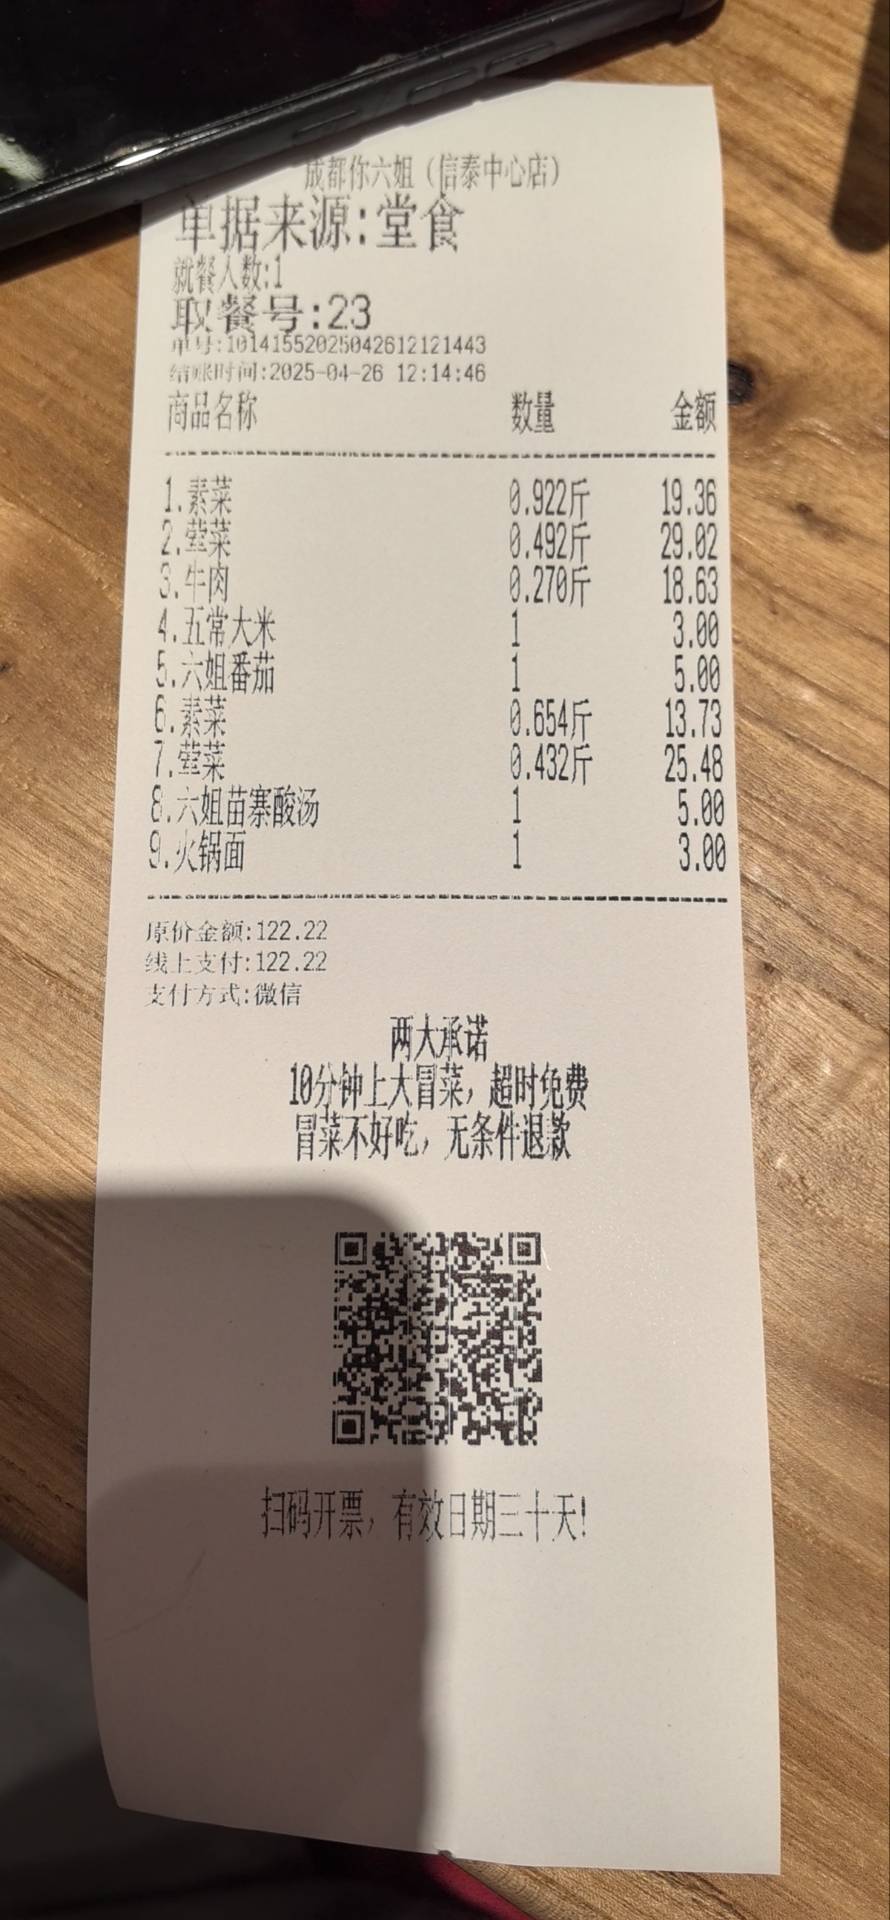 成都你六姐（信泰中心店）
单据来源:堂食
就餐人数:1
取餐号:23
单号:10141552025042612121443
结账时间:2025-04-26 12:14:46
商品名称 数量 金额
1.素菜 0.922斤 19.36
2.荤菜 0.492斤 29.02
3.牛肉 0.270斤 18.63
4.五常大米 1 3.00
5.六姐番茄 1 5.00
6.素菜 0.654斤 13.73
7.荤菜 0.432斤 25.48
8.六姐苗寨酸汤 1 5.00
9.火锅面 1 3.00
原价金额:122.22
线上支付:122.22
支付方式:微信
两大承诺
10分钟上大冒菜，超时免费
冒菜不好吃，无条件退款
扫码开票，有效日期三十天!